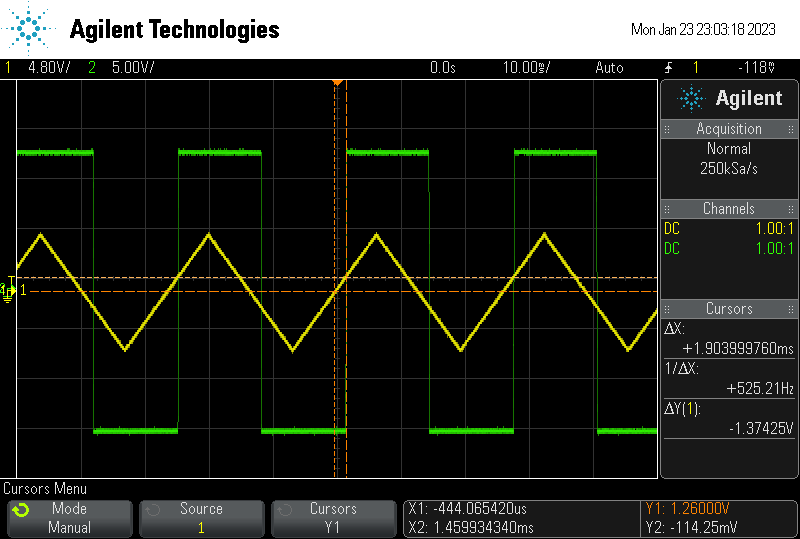 Agilent Technologies
Mon Jan 23 23:03:18 2023
1 4.80V/ 2 5.00V/ 0.0s 10.00ms/ Auto 1 -118mV
Agilent
Acquisition
Normal
250kSa/s
Channels
DC 1.00:1
DC 1.00:1
Cursors
ΔX:
+1.903999760ms
1/ΔX:
+525.21Hz
ΔY(1):
-1.37425V
T
1
Cursors Menu
Mode
Manual
Source
1
Cursors
Y1
X1: -444.065420us
X2: 1.459934340ms
Y1: 1.26000V
Y2: -114.25mV